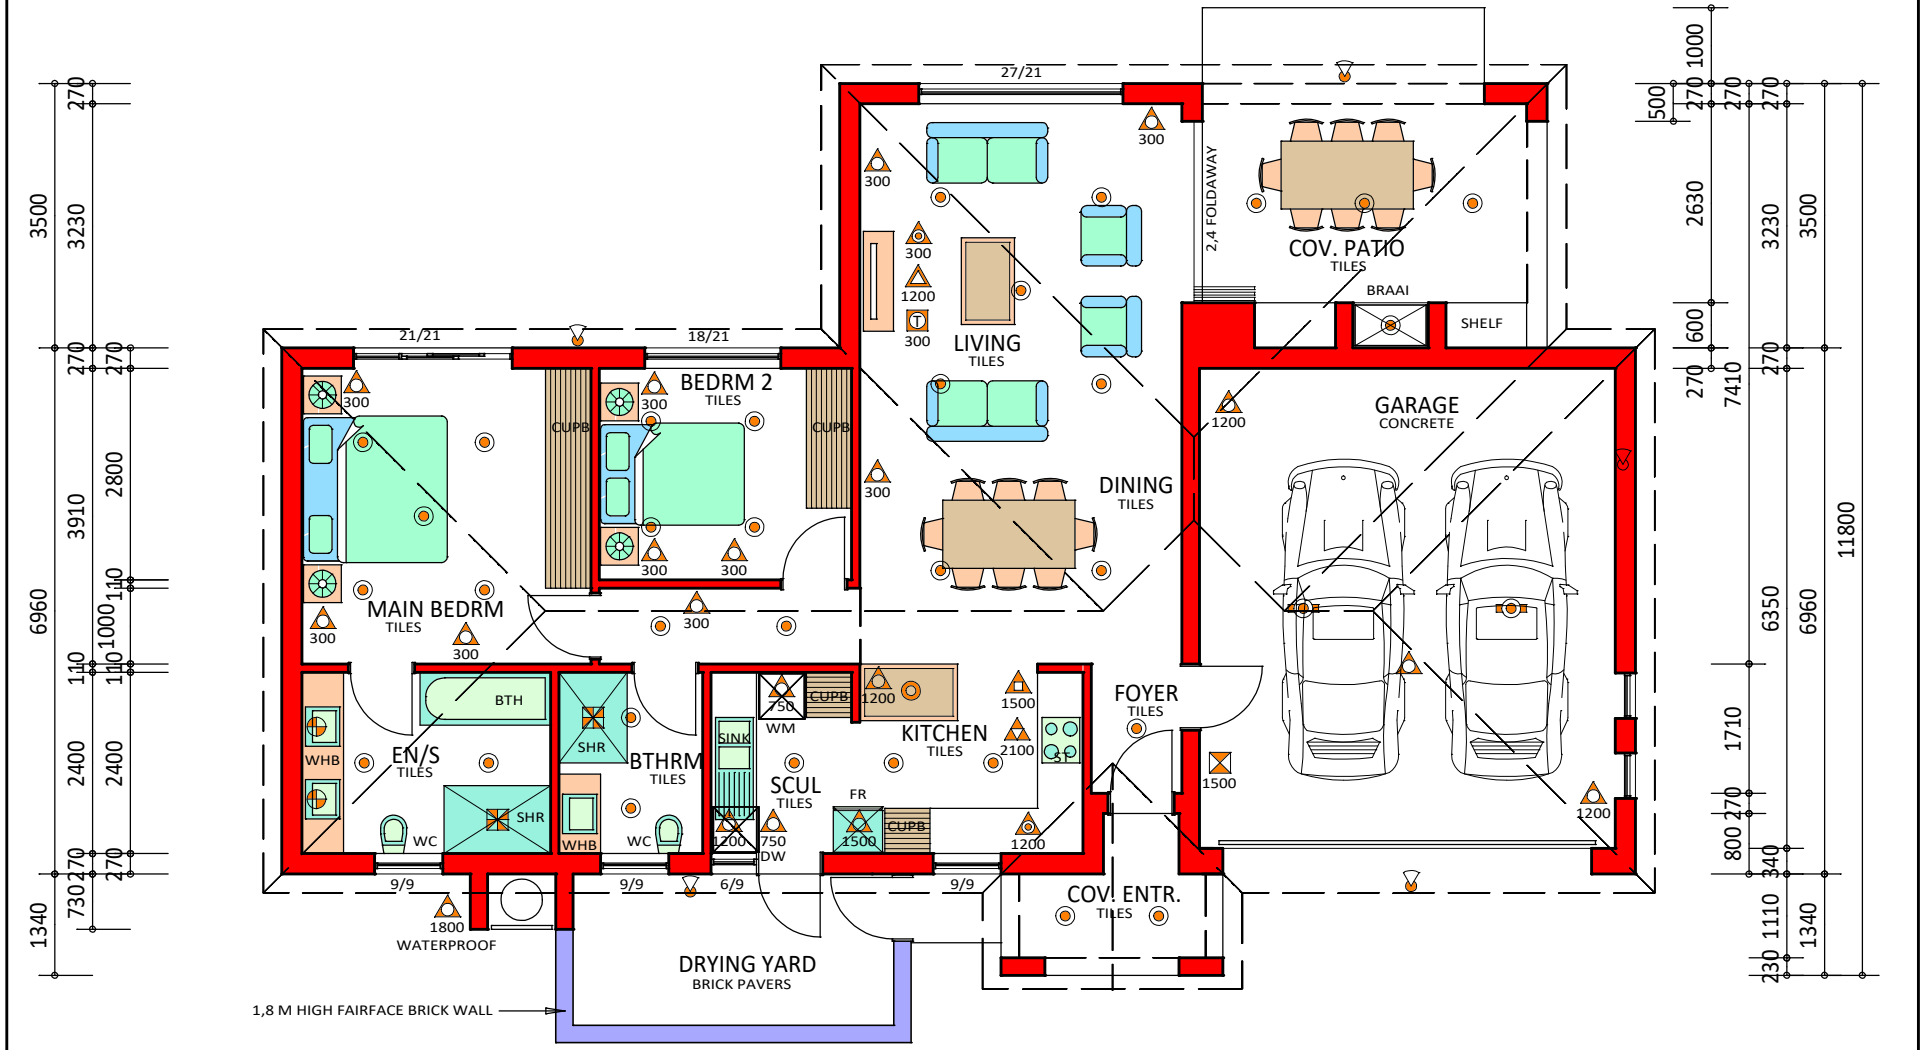 27/21
1000
270
270
270
270
270
500
3500
3230
300
300
2,4 FOLDAWAY
2630
3230
3500
COV. PATIO
TILES
300
1200
T
300
BRAAI
SHELF
600
LIVING
TILES
21/21
18/21
270
270
270
270
7410
BEDRM 2
TILES
300
300
CUPB
CUPB
GARAGE
CONCRETE
1200
2800
3910
300
DINING
TILES
11800
300
300
110
6960
MAIN BEDRM
TILES
300
300
300
1000
6350
6960
110
110
BTH
SHR
750
WM
CUPB
1200
1500
FOYER
TILES
WHB
EN/S
TILES
BTHRM
TILES
SINK
KITCHEN
TILES
2100
ST
1710
2400
2400
SCUL
TILES
FR
1500
SHR
WC
WHB
WC
1200
750
DW
1500
CUPB
1200
1200
270
800
340
270
270
9/9
9/9
6/9
9/9
730
1340
1800
WATERPROOF
COV. ENTR.
TILES
1110
1340
230
DRYING YARD
BRICK PAVERS
1,8 M HIGH FAIRFACE BRICK WALL